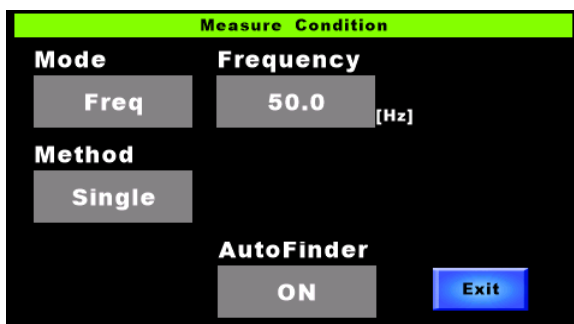 Measure Condition
Mode Frequency
Freq 50.0 [Hz]
Method
Single
AutoFinder
ON Exit